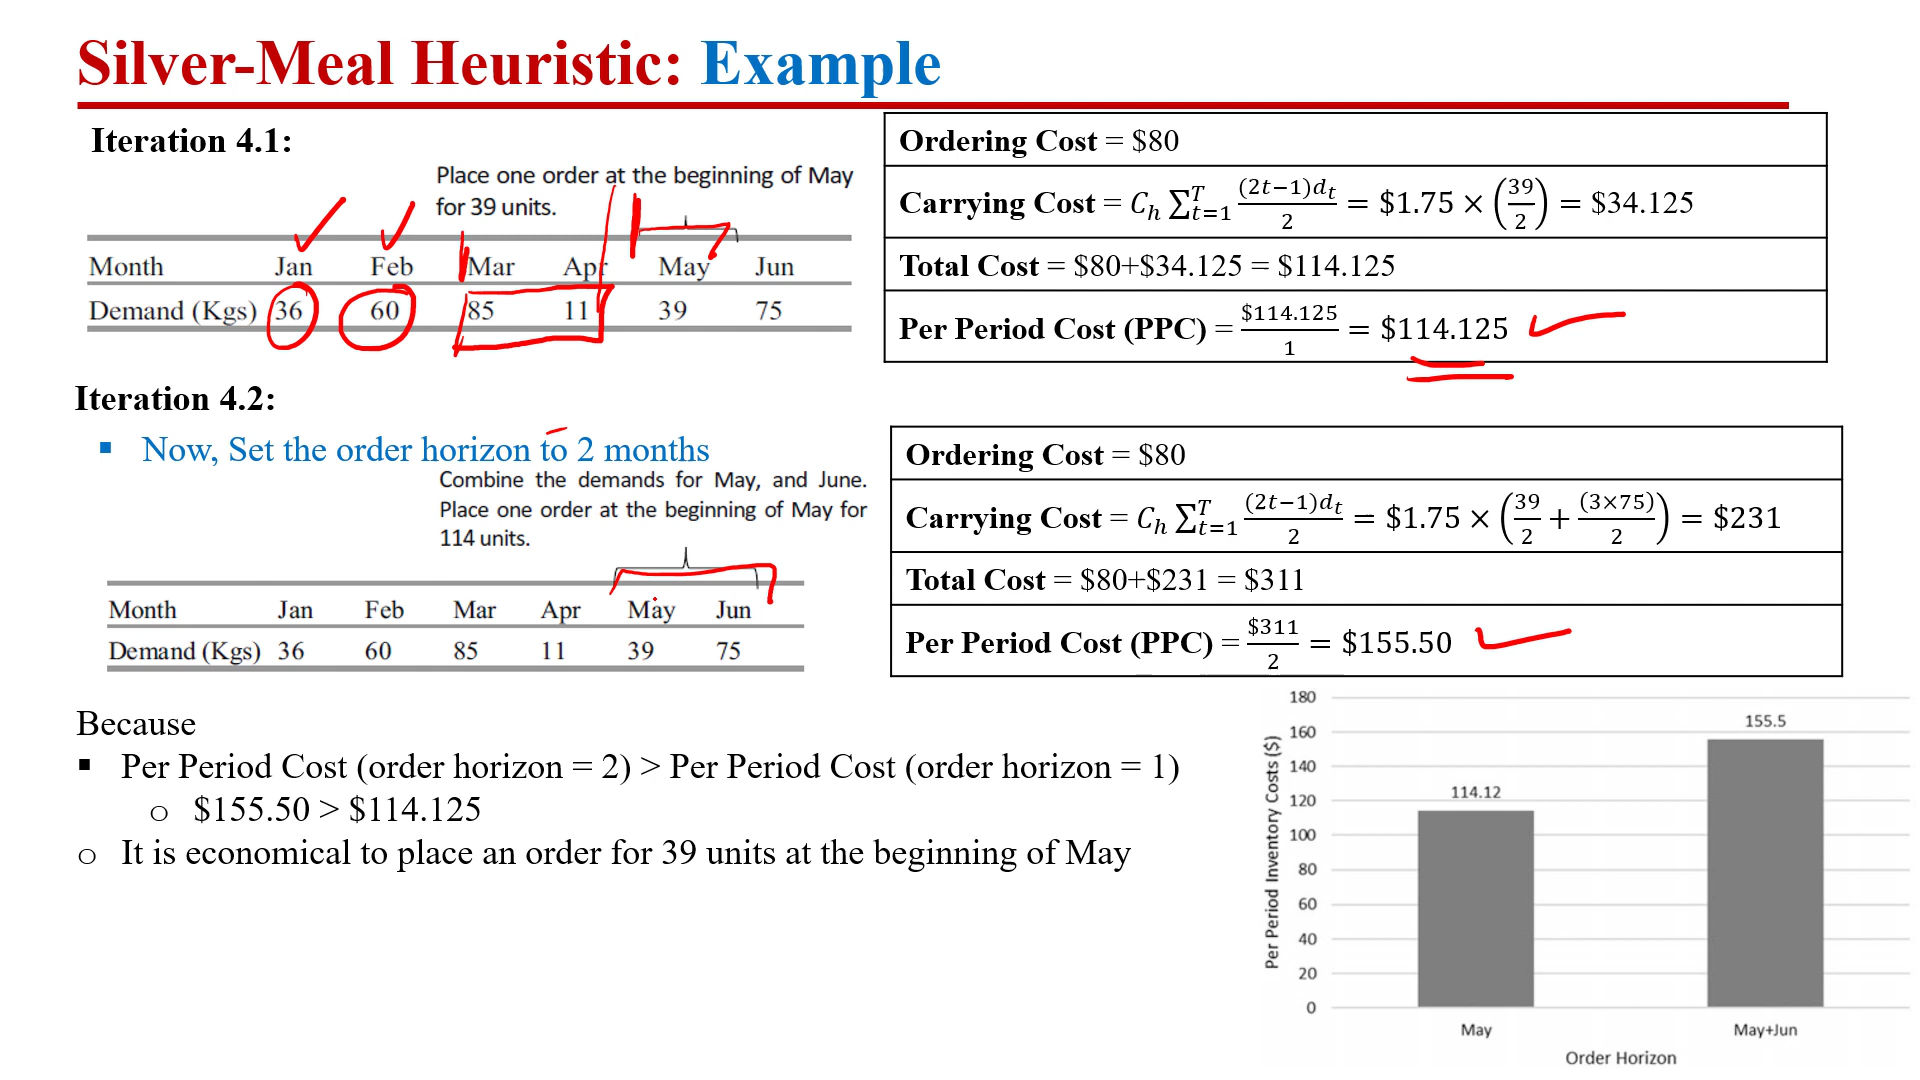 Silver-Meal Heuristic: Example
Iteration 4.1:
Place one order at the beginning of May
for 39 units.
Month Jan Feb Mar Apr May Jun
Demand (Kgs) 36 60 85 11 39 75
Ordering Cost = $80
Carrying Cost = C_h ∑_{t=1}^{T} (2t−1)d_t / 2 = $1.75 × (39/2) = $34.125
Total Cost = $80+$34.125 = $114.125
Per Period Cost (PPC) = $114.125/1 = $114.125
Iteration 4.2:
▪ Now, Set the order horizon to 2 months
Combine the demands for May, and June.
Place one order at the beginning of May for
114 units.
Month Jan Feb Mar Apr May Jun
Demand (Kgs) 36 60 85 11 39 75
Ordering Cost = $80
Carrying Cost = C_h ∑_{t=1}^{T} (2t−1)d_t / 2 = $1.75 × (39/2 + (3×75)/2) = $231
Total Cost = $80+$231 = $311
Per Period Cost (PPC) = $311/2 = $155.50
Because
▪ Per Period Cost (order horizon = 2) > Per Period Cost (order horizon = 1)
o $155.50 > $114.125
o It is economical to place an order for 39 units at the beginning of May
Per Period Inventory Costs ($)
180
160
140
120
100
80
60
40
20
0
114.12
155.5
May May+Jun
Order Horizon